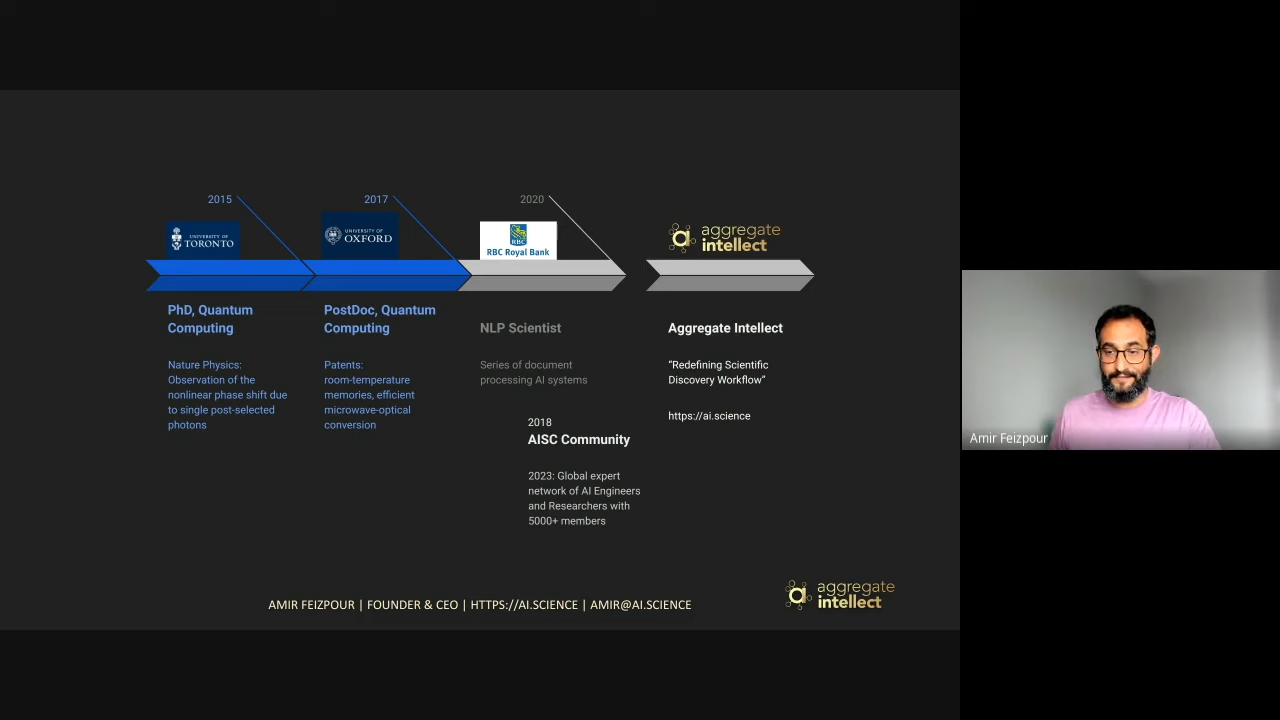 2015
UNIVERSITY OF
TORONTO
PhD, Quantum
Computing
Nature Physics:
Observation of the
nonlinear phase shift due
to single post-selected
photons
2017
UNIVERSITY OF
OXFORD
PostDoc, Quantum
Computing
Patents:
room-temperature
memories, efficient
microwave-optical
conversion
2020
RBC
RBC Royal Bank
NLP Scientist
Series of document
processing AI systems
2018
AISC Community
2023: Global expert
network of AI Engineers
and Researchers with
5000+ members
aggregate
intellect
Aggregate Intellect
“Redefining Scientific
Discovery Workflow”
https://ai.science
AMIR FEIZPOUR | FOUNDER & CEO | HTTPS://AI.SCIENCE | AMIR@AI.SCIENCE
aggregate
intellect
Amir Feizpour